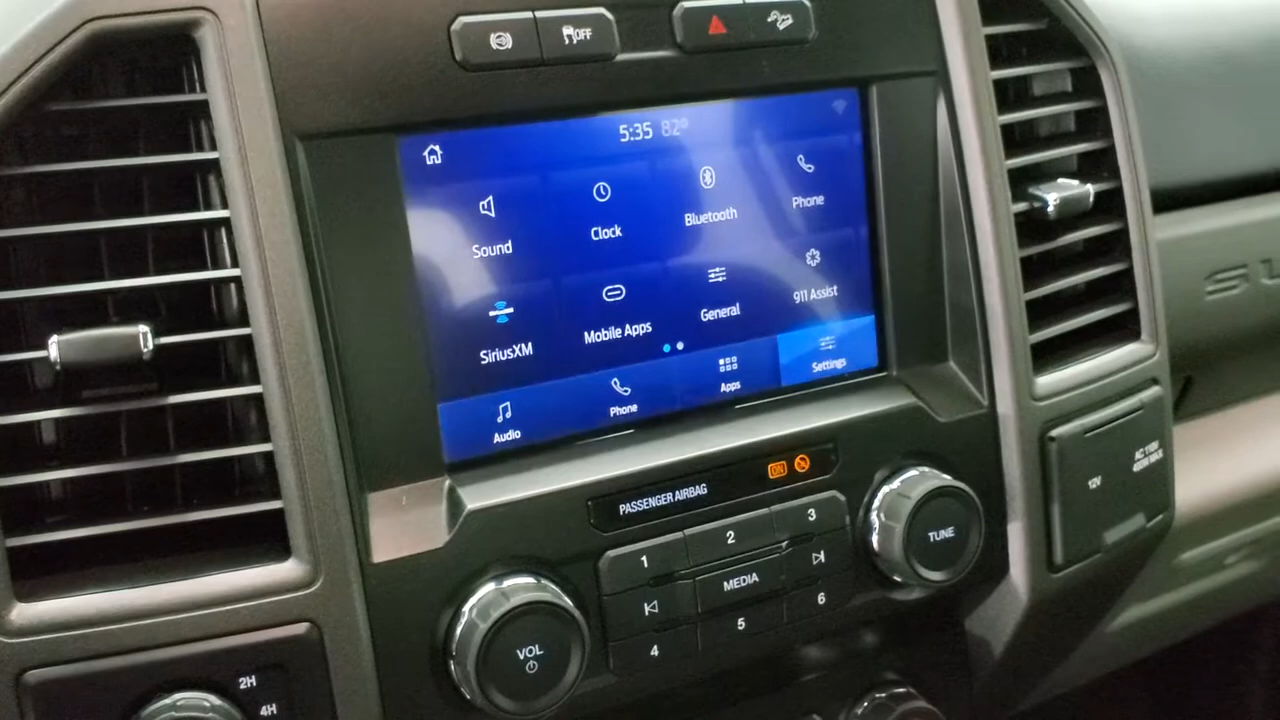 OFF
5:35 82°
Sound
Clock
Bluetooth
Phone
SiriusXM
Mobile Apps
General
911 Assist
Audio
Phone
Apps
Settings
PASSENGER AIRBAG
ON
1
2
3
MEDIA
4
5
6
VOL
TUNE
12V
AC 110V
400W MAX
2H
4H
SU